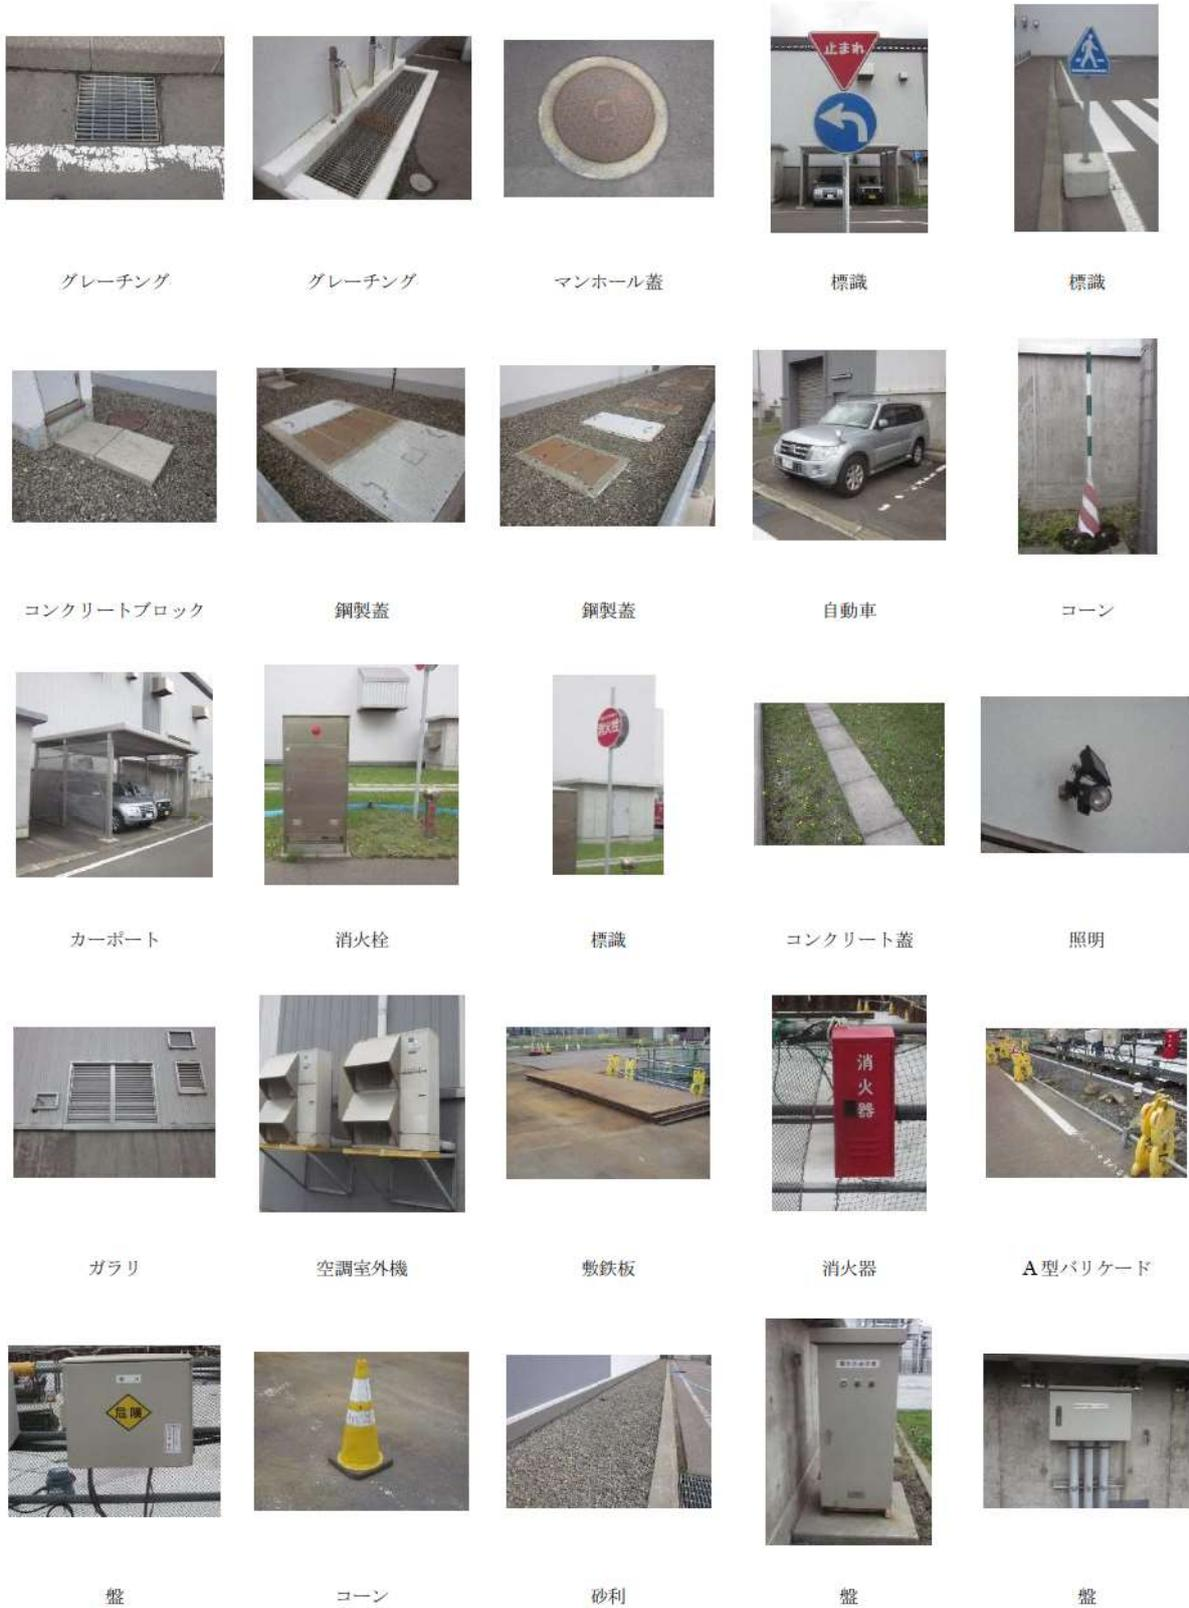 止まれ
グレーチング
グレーチング
マンホール蓋
標識
標識
コンクリートブロック
鋼製蓋
鋼製蓋
自動車
コーン
消火栓
カーポート
消火栓
標識
コンクリート蓋
照明
消火器
ガラリ
空調室外機
敷鉄板
消火器
A型バリケード
危険
盤
コーン
砂利
盤
盤